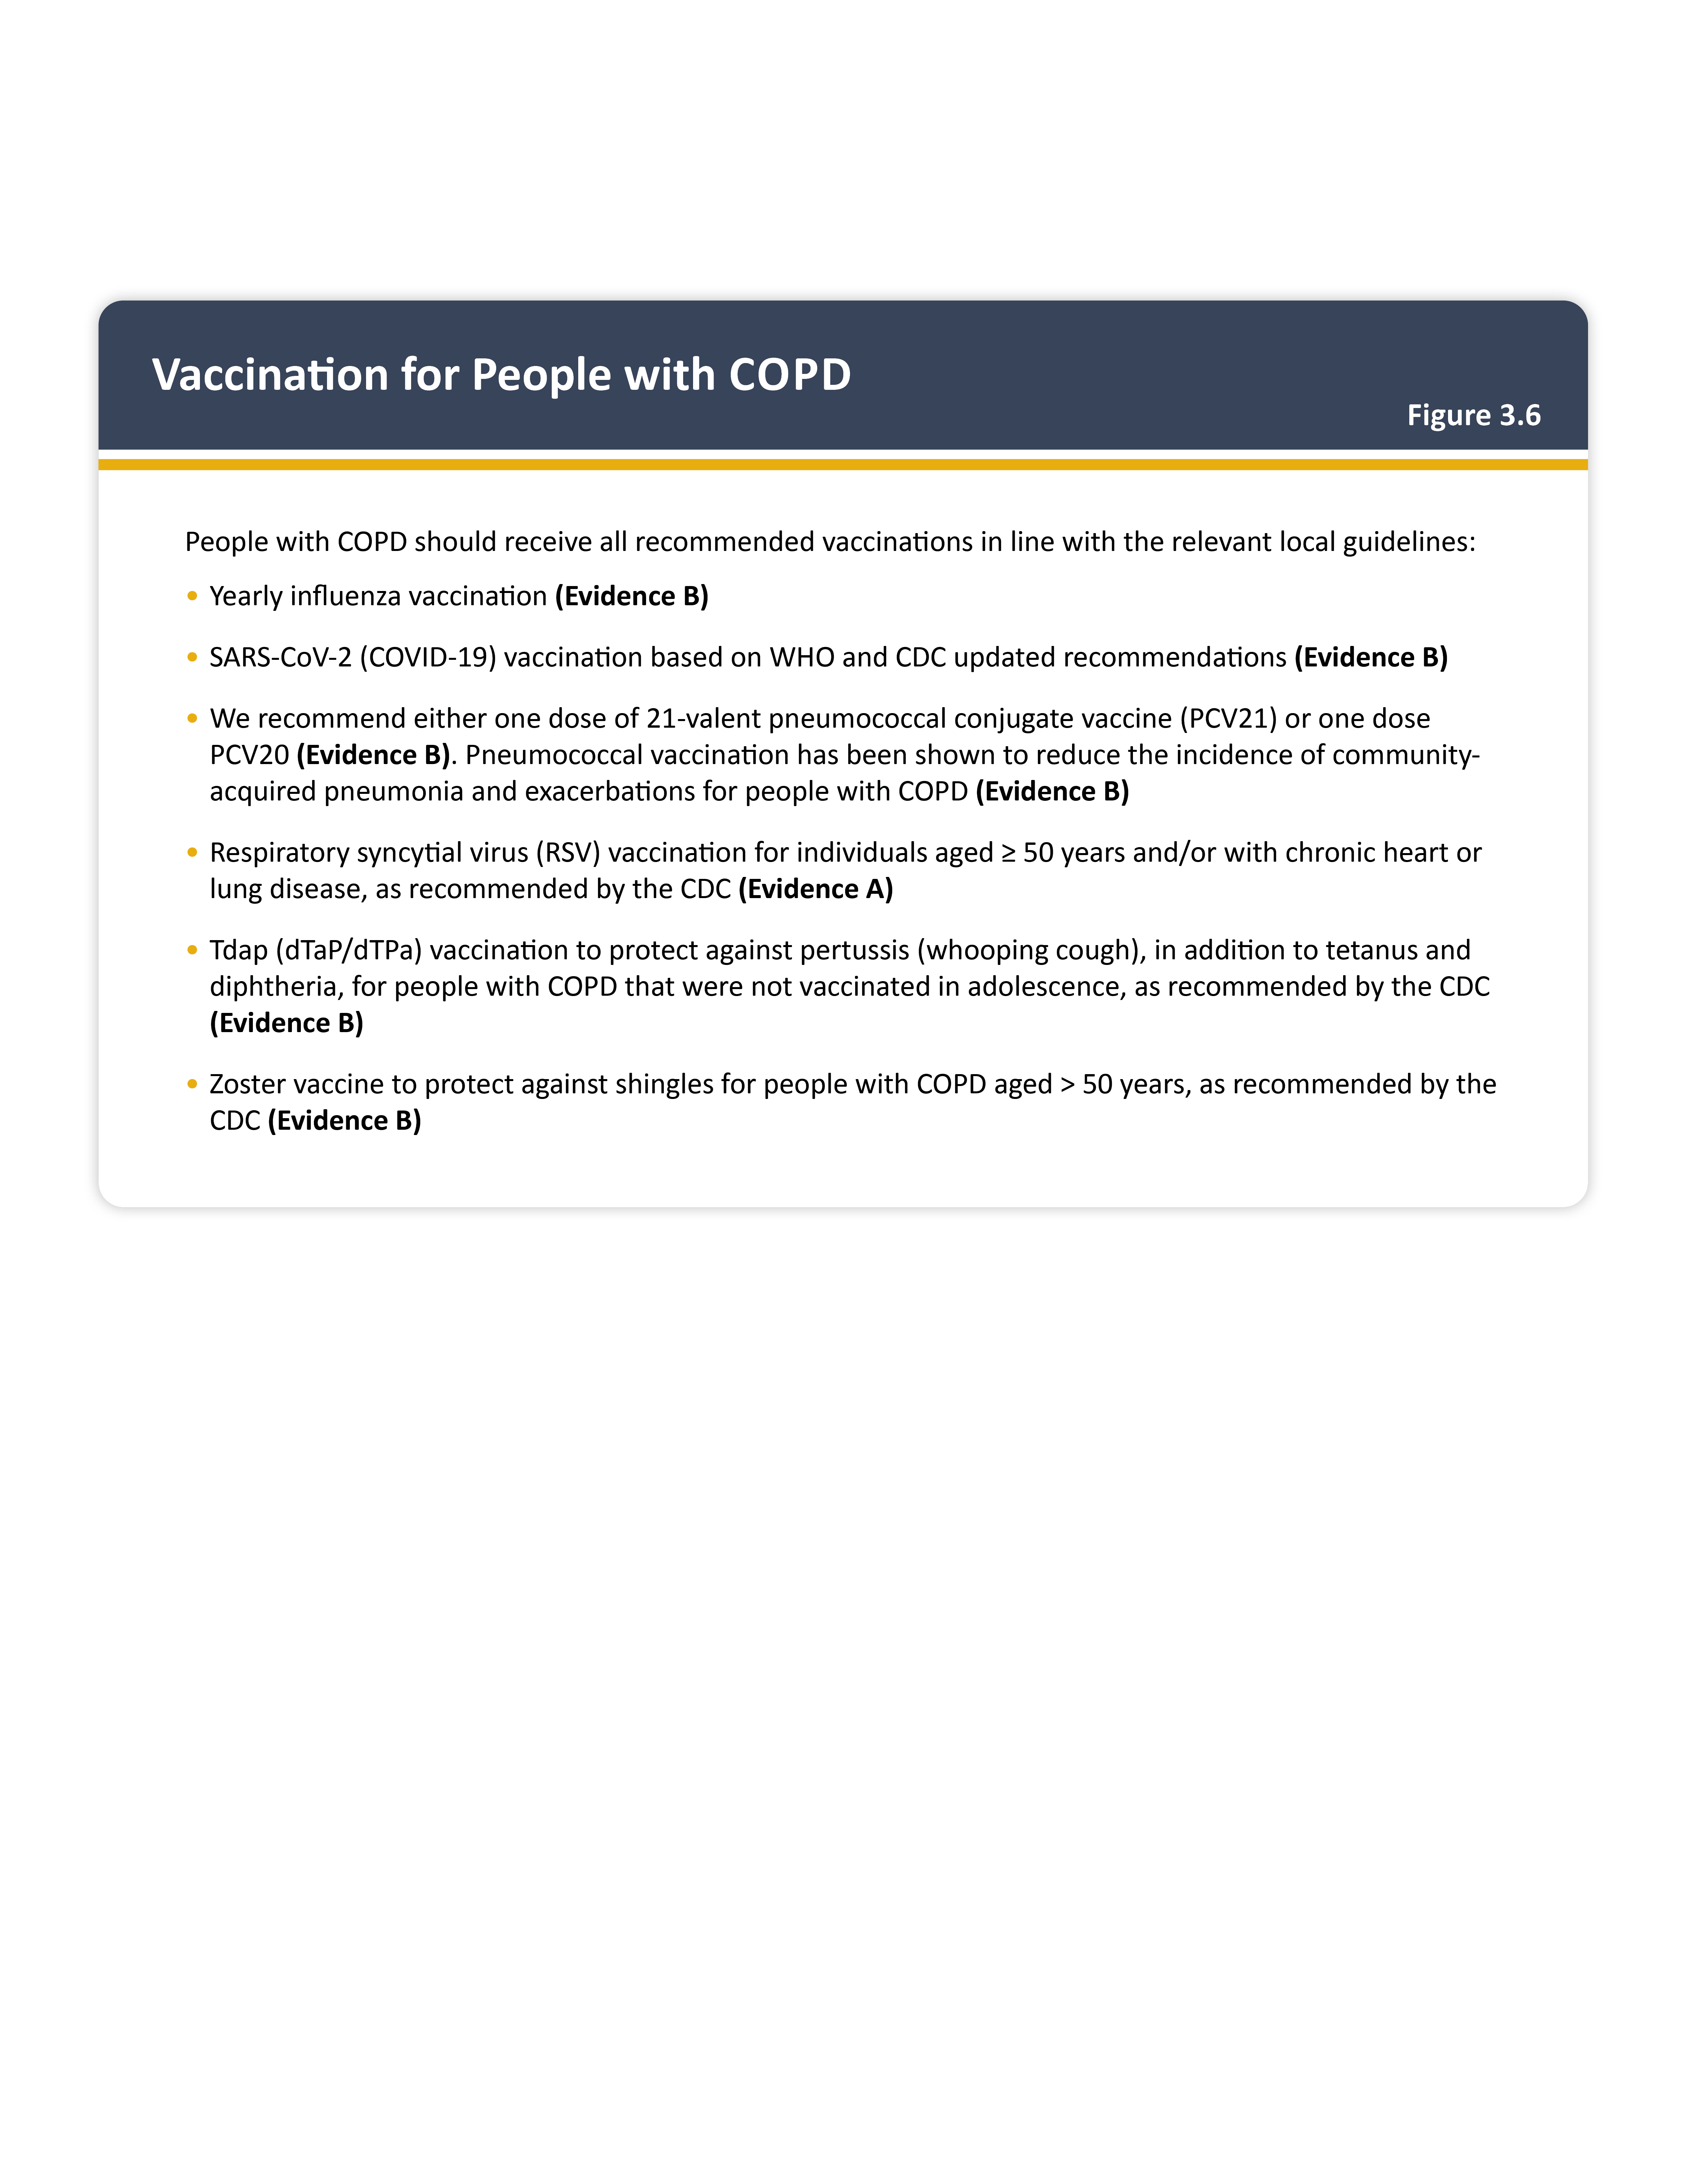 Vaccination for People with COPD
Figure 3.6
People with COPD should receive all recommended vaccinations in line with the relevant local guidelines:
• Yearly influenza vaccination (Evidence B)
• SARS-CoV-2 (COVID-19) vaccination based on WHO and CDC updated recommendations (Evidence B)
• We recommend either one dose of 21-valent pneumococcal conjugate vaccine (PCV21) or one dose
PCV20 (Evidence B). Pneumococcal vaccination has been shown to reduce the incidence of community-
acquired pneumonia and exacerbations for people with COPD (Evidence B)
• Respiratory syncytial virus (RSV) vaccination for individuals aged ≥ 50 years and/or with chronic heart or
lung disease, as recommended by the CDC (Evidence A)
• Tdap (dTaP/dTPa) vaccination to protect against pertussis (whooping cough), in addition to tetanus and
diphtheria, for people with COPD that were not vaccinated in adolescence, as recommended by the CDC
(Evidence B)
• Zoster vaccine to protect against shingles for people with COPD aged > 50 years, as recommended by the
CDC (Evidence B)